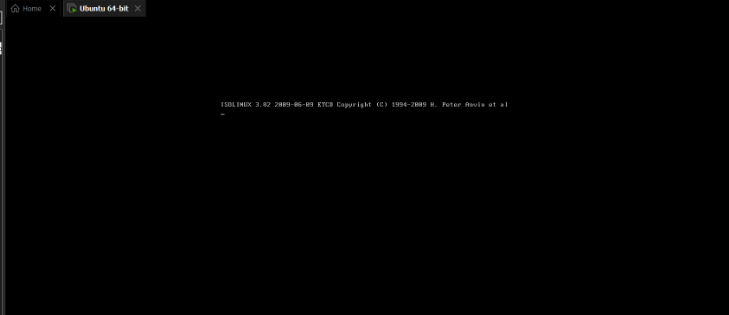 Home
Ubuntu 64-bit
ISOLINUX 3.82 2009-06-09 ETCD Copyright (C) 1994-2009 H. Peter Anvin et al